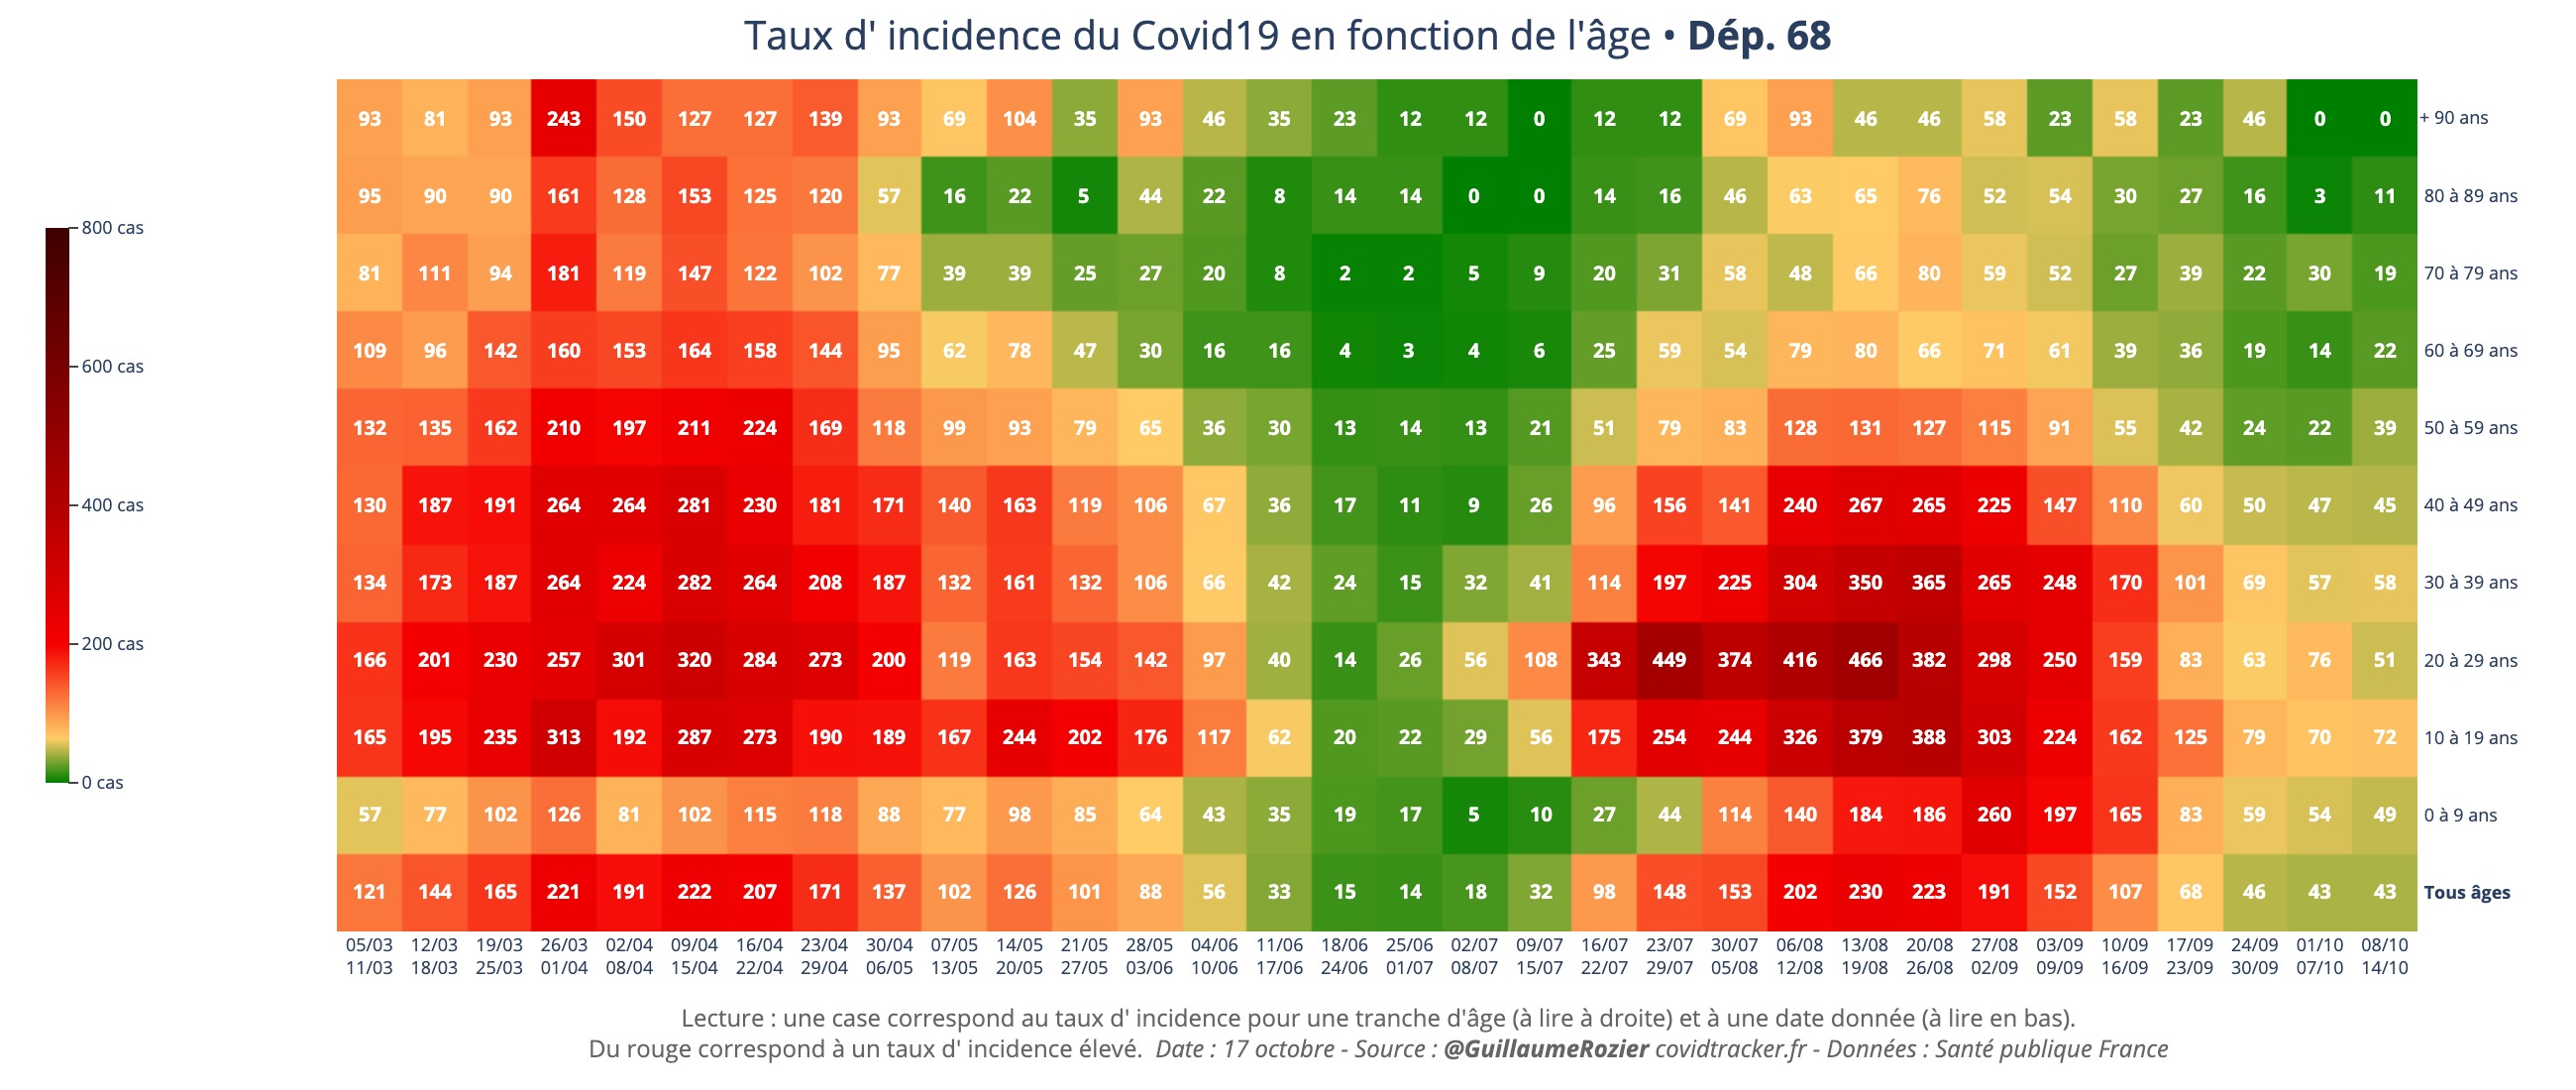 Taux d' incidence du Covid19 en fonction de l'âge • Dép. 68
800 cas
600 cas
400 cas
200 cas
0 cas
93 81 93 243 150 127 127 139 93 69 104 35 93 46 35 23 12 12 0 12 12 69 93 46 46 58 23 58 23 46 0 0 + 90 ans
95 90 90 161 128 153 125 120 57 16 22 5 44 22 8 14 14 0 0 14 16 46 63 65 76 52 54 30 27 16 3 11 80 à 89 ans
81 111 94 181 119 147 122 102 77 39 39 25 27 20 8 2 2 5 9 20 31 58 48 66 80 59 52 27 39 22 30 19 70 à 79 ans
109 96 142 160 153 164 158 144 95 62 78 47 30 16 16 4 3 4 6 25 59 54 79 80 66 71 61 39 36 19 14 22 60 à 69 ans
132 135 162 210 197 211 224 169 118 99 93 79 65 36 30 13 14 13 21 51 79 83 128 131 127 115 91 55 42 24 22 39 50 à 59 ans
130 187 191 264 264 281 230 181 171 140 163 119 106 67 36 17 11 9 26 96 156 141 240 267 265 225 147 110 60 50 47 45 40 à 49 ans
134 173 187 264 224 282 264 208 187 132 161 132 106 66 42 24 15 32 41 114 197 225 304 350 365 265 248 170 101 69 57 58 30 à 39 ans
166 201 230 257 301 320 284 273 200 119 163 154 142 97 40 14 26 56 108 343 449 374 416 466 382 298 250 159 83 63 76 51 20 à 29 ans
165 195 235 313 192 287 273 190 189 167 244 202 176 117 62 20 22 29 56 175 254 244 326 379 388 303 224 162 125 79 70 72 10 à 19 ans
57 77 102 126 81 102 115 118 88 77 98 85 64 43 35 19 17 5 10 27 44 114 140 184 186 260 197 165 83 59 54 49 0 à 9 ans
121 144 165 221 191 222 207 171 137 102 126 101 88 56 33 15 14 18 32 98 148 153 202 230 223 191 152 107 68 46 43 43 Tous âges
05/03 12/03 19/03 26/03 02/04 09/04 16/04 23/04 30/04 07/05 14/05 21/05 28/05 04/06 11/06 18/06 25/06 02/07 09/07 16/07 23/07 30/07 06/08 13/08 20/08 27/08 03/09 10/09 17/09 24/09 01/10 08/10
11/03 18/03 25/03 01/04 08/04 15/04 22/04 29/04 06/05 13/05 20/05 27/05 03/06 10/06 17/06 24/06 01/07 08/07 15/07 22/07 29/07 05/08 12/08 19/08 26/08 02/09 09/09 16/09 23/09 30/09 07/10 14/10
Lecture : une case correspond au taux d' incidence pour une tranche d'âge (à lire à droite) et à une date donnée (à lire en bas).
Du rouge correspond à un taux d' incidence élevé. Date : 17 octobre - Source : @GuillaumeRozier covidtracker.fr - Données : Santé publique France